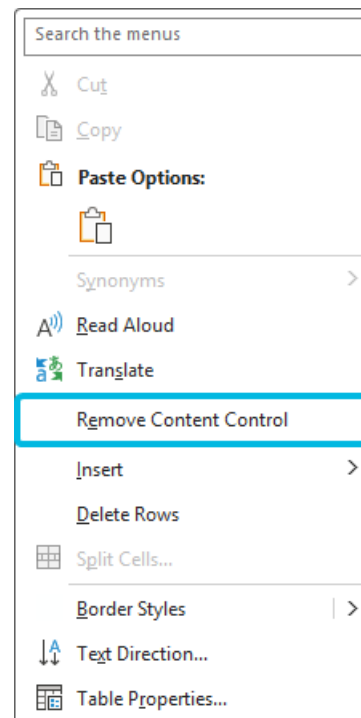 Search the menus
Cut
Copy
Paste Options:
Synonyms
Read Aloud
Translate
Remove Content Control
Insert
Delete Rows
Split Cells...
Border Styles
Text Direction...
Table Properties...